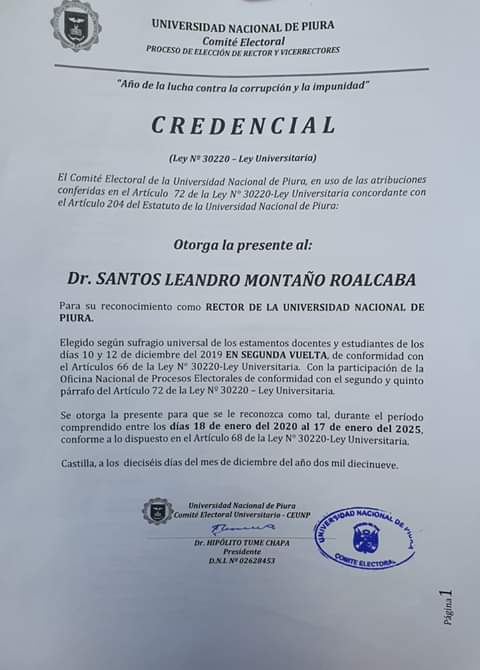 UNIVERSIDAD NACIONAL DE PIURA
Comité Electoral
PROCESO DE ELECCIÓN DE RECTOR Y VICERRECTORES
"Año de la lucha contra la corrupción y la impunidad"
CREDENCIAL
(Ley Nº 30220 – Ley Universitaria)
El Comité Electoral de la Universidad Nacional de Piura, en uso de las atribuciones
conferidas en el Artículo 72 de la Ley N° 30220-Ley Universitaria concordante con
el Artículo 204 del Estatuto de la Universidad Nacional de Piura:
Otorga la presente al:
Dr. SANTOS LEANDRO MONTAÑO ROALCABA
Para su reconocimiento como RECTOR DE LA UNIVERSIDAD NACIONAL DE
PIURA.
Elegido según sufragio universal de los estamentos docentes y estudiantes de los
días 10 y 12 de diciembre del 2019 EN SEGUNDA VUELTA, de conformidad con
el Artículos 66 de la Ley N° 30220-Ley Universitaria. Con la participación de la
Oficina Nacional de Procesos Electorales de conformidad con el segundo y quinto
párrafo del Artículo 72 de la Ley N° 30220 – Ley Universitaria.
Se otorga la presente para que se le reconozca como tal, durante el período
comprendido entre los días 18 de enero del 2020 al 17 de enero del 2025,
conforme a lo dispuesto en el Artículo 68 de la Ley N° 30220-Ley Universitaria.
Castilla, a los dieciséis días del mes de diciembre del año dos mil diecinueve.
Universidad Nacional de Piura
Comité Electoral Universitario - CEUNP
Dr. HIPÓLITO TUME CHAPA
Presidente
D.N.I. Nº 02628453
UNIVERSIDAD NACIONAL DE PIURA
COMITE ELECTORAL
Página 1